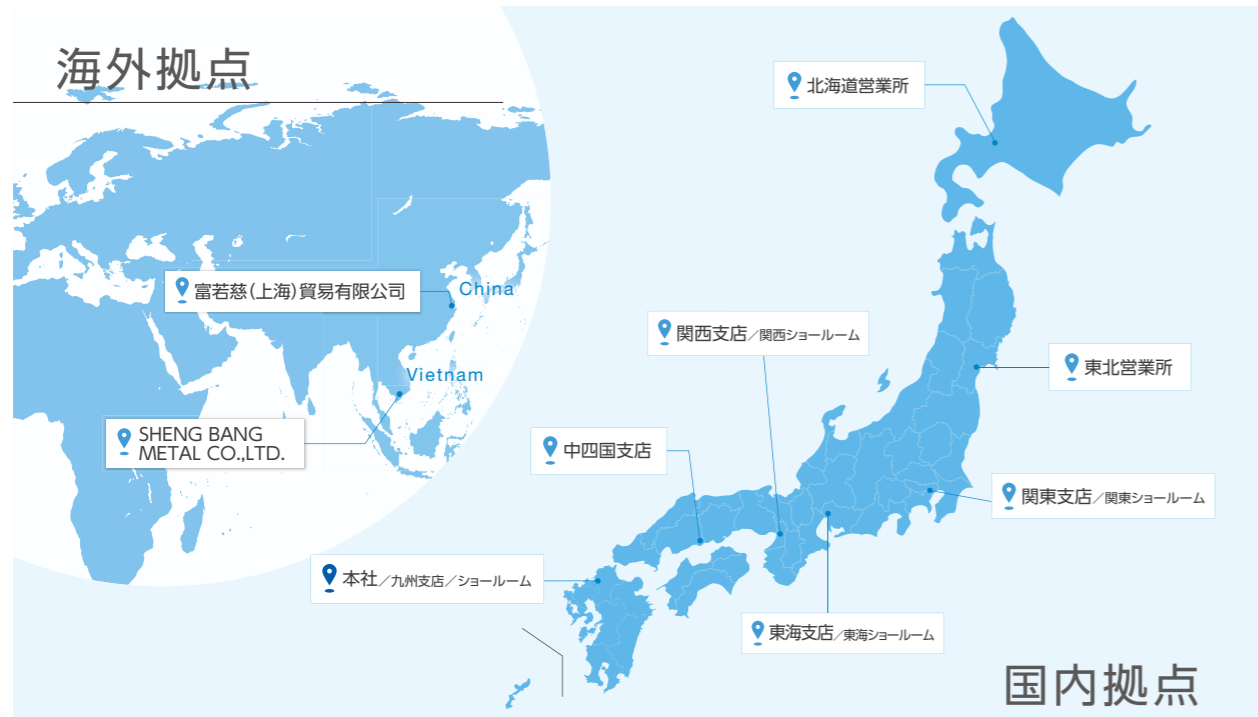 海外拠点
富若慈（上海）貿易有限公司
China
Vietnam
SHENG BANG
METAL CO.,LTD.
北海道営業所
関西支店／関西ショールーム
東北営業所
中四国支店
関東支店／関東ショールーム
本社／九州支店／ショールーム
東海支店／東海ショールーム
国内拠点